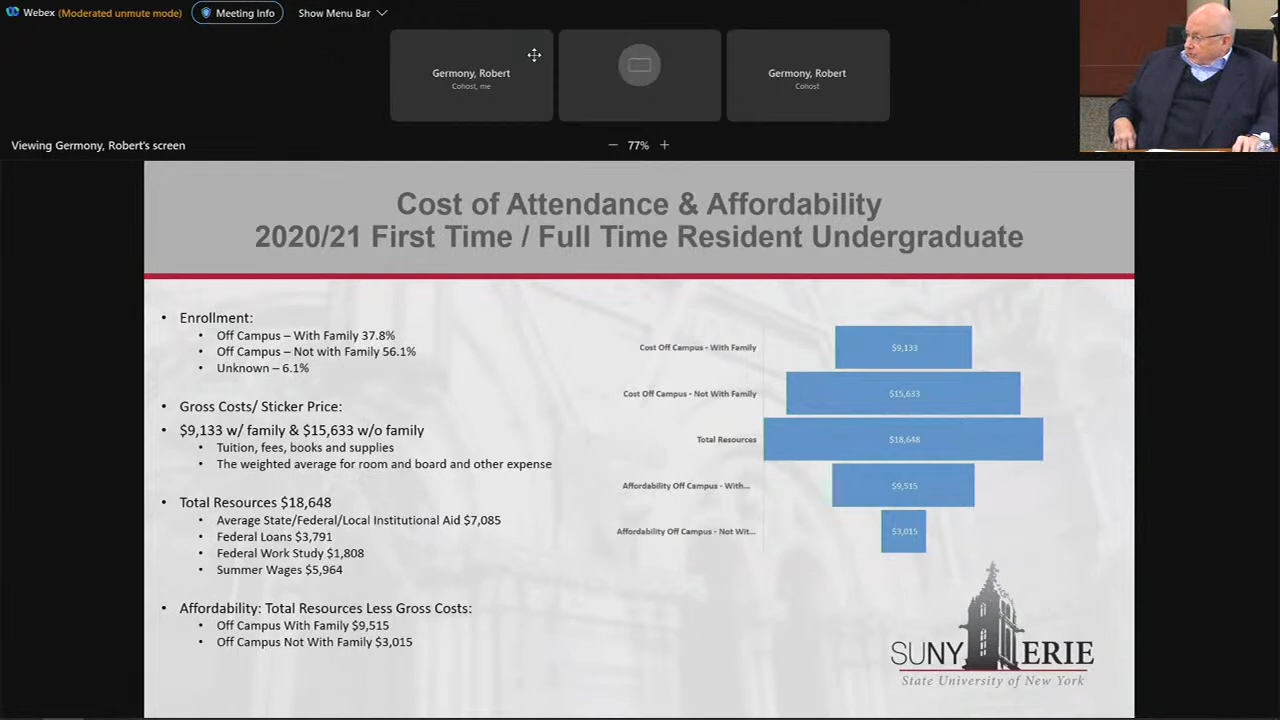 Webex (Moderated unmute mode) Meeting Info Show Menu Bar
Germony, Robert
Cohost, me
Germony, Robert
Cohost
Viewing Germony, Robert's screen
77%
Cost of Attendance & Affordability
2020/21 First Time / Full Time Resident Undergraduate
• Enrollment:
• Off Campus – With Family 37.8%
• Off Campus – Not with Family 56.1%
• Unknown – 6.1%
• Gross Costs/ Sticker Price:
• $9,133 w/ family & $15,633 w/o family
• Tuition, fees, books and supplies
• The weighted average for room and board and other expense
• Total Resources $18,648
• Average State/Federal/Local Institutional Aid $7,085
• Federal Loans $3,791
• Federal Work Study $1,808
• Summer Wages $5,964
• Affordability: Total Resources Less Gross Costs:
• Off Campus With Family $9,515
• Off Campus Not With Family $3,015
Cost Off Campus - With Family $9,133
Cost Off Campus - Not With Family $15,633
Total Resources $18,648
Affordability Off Campus - With... $9,515
Affordability Off Campus - Not Wit... $3,015
SUNY ERIE
State University of New York